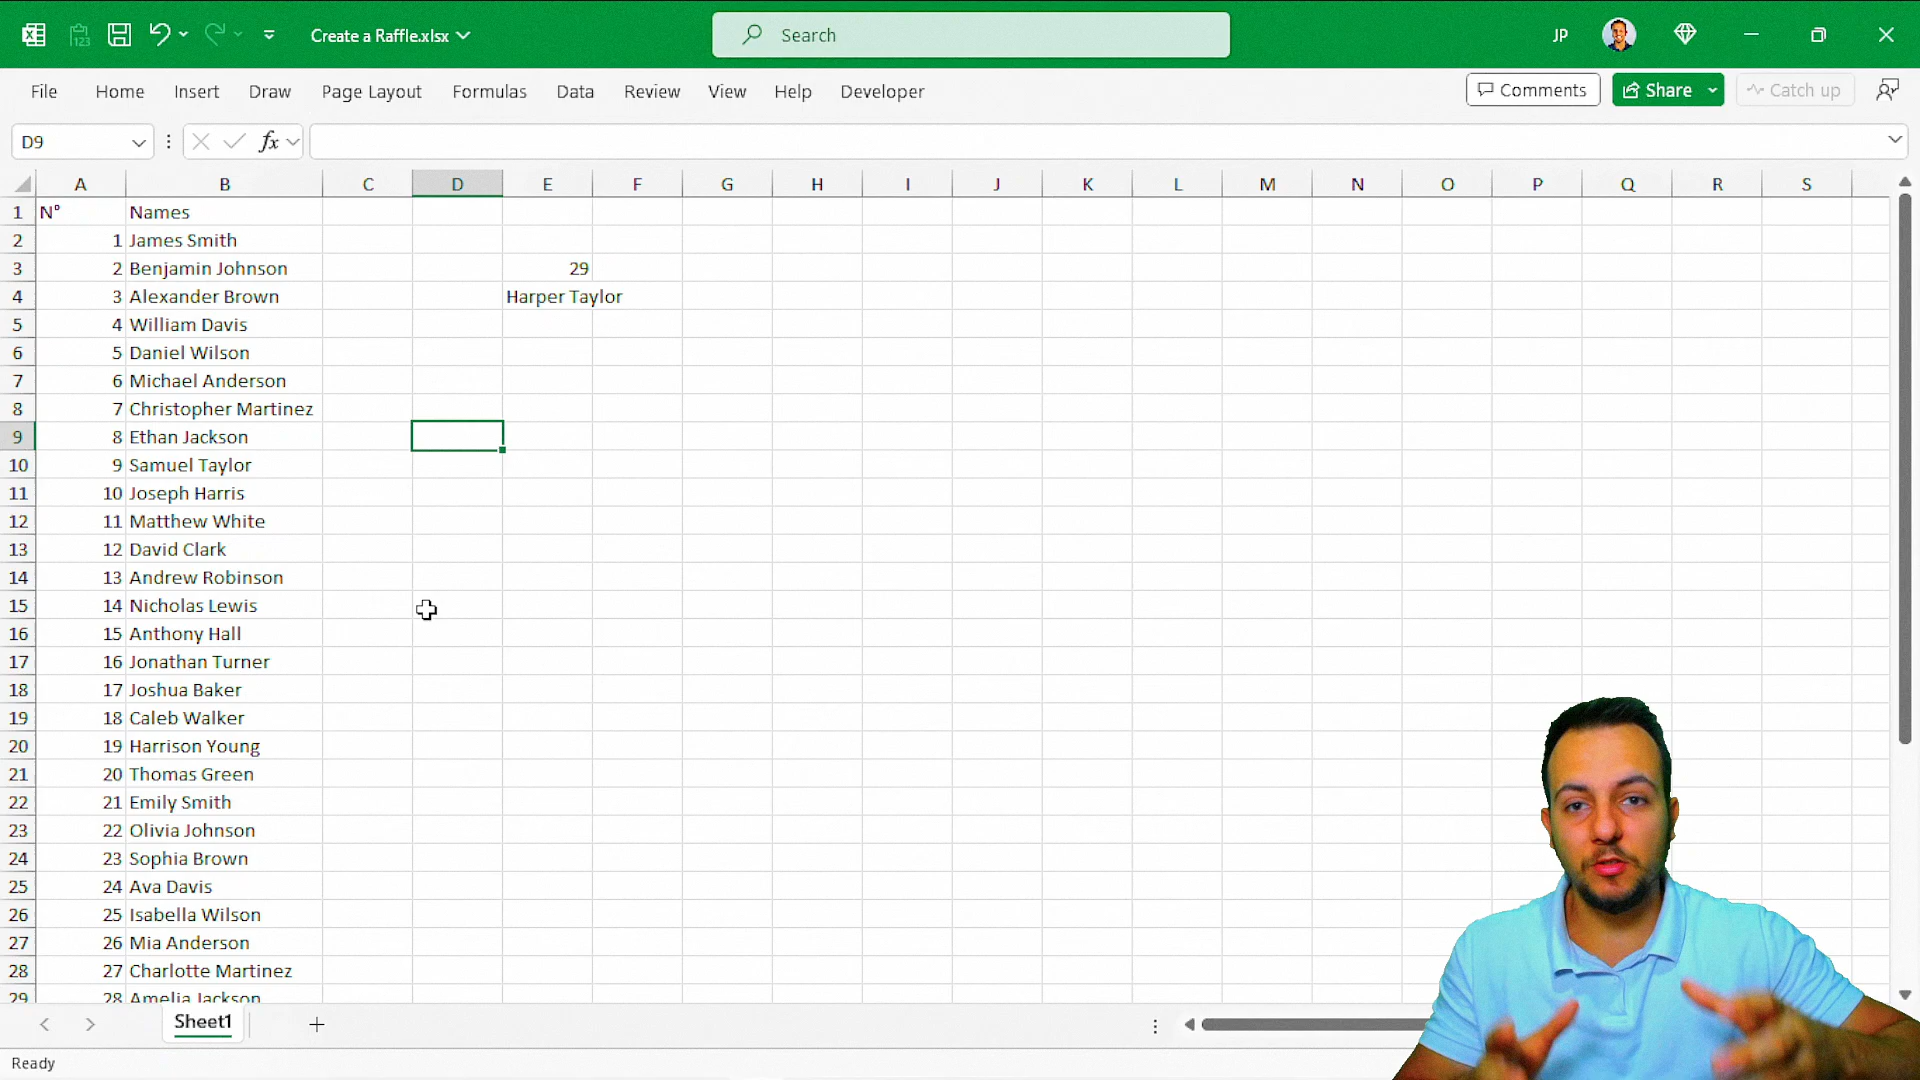 Create a Raffle.xlsx
Search
JP
File Home Insert Draw Page Layout Formulas Data Review View Help Developer
Comments Share Catch up
D9 fx
A B C D E F G H I J K L M N O P Q R S
1 N° Names
2 1 James Smith
3 2 Benjamin Johnson 29
4 3 Alexander Brown Harper Taylor
5 4 William Davis
6 5 Daniel Wilson
7 6 Michael Anderson
8 7 Christopher Martinez
9 8 Ethan Jackson
10 9 Samuel Taylor
11 10 Joseph Harris
12 11 Matthew White
13 12 David Clark
14 13 Andrew Robinson
15 14 Nicholas Lewis
16 15 Anthony Hall
17 16 Jonathan Turner
18 17 Joshua Baker
19 18 Caleb Walker
20 19 Harrison Young
21 20 Thomas Green
22 21 Emily Smith
23 22 Olivia Johnson
24 23 Sophia Brown
25 24 Ava Davis
26 25 Isabella Wilson
27 26 Mia Anderson
28 27 Charlotte Martinez
29 28 Amelia Jackson
Sheet1
Ready